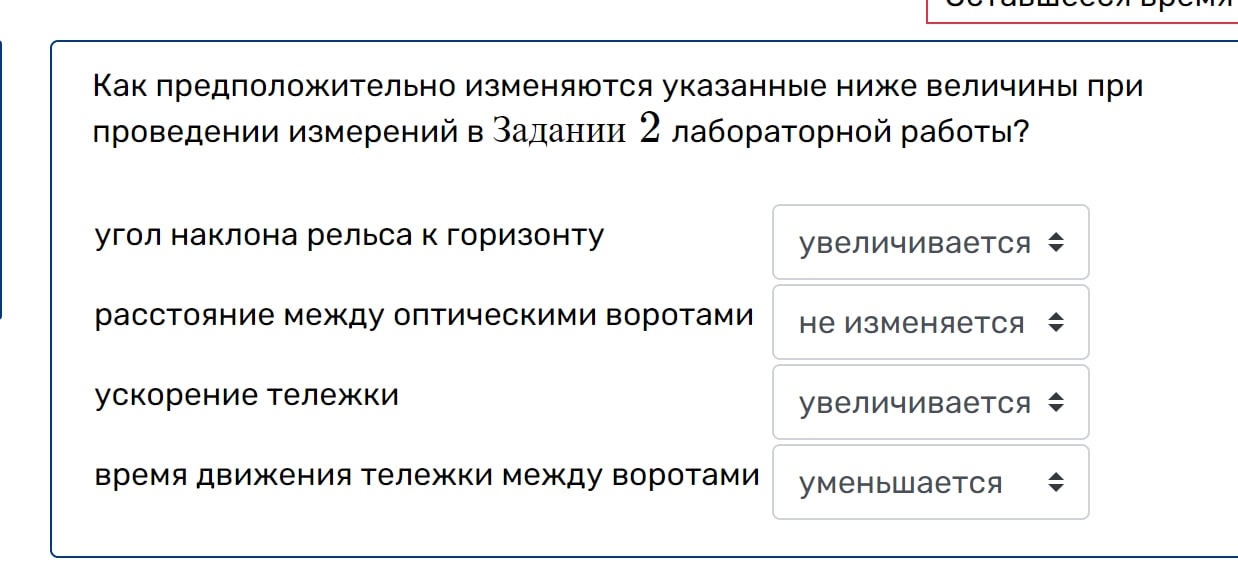 Как предположительно изменяются указанные ниже величины при
проведении измерений в Задании 2 лабораторной работы?
угол наклона рельса к горизонту
увеличивается
расстояние между оптическими воротами
не изменяется
ускорение тележки
увеличивается
время движения тележки между воротами
уменьшается